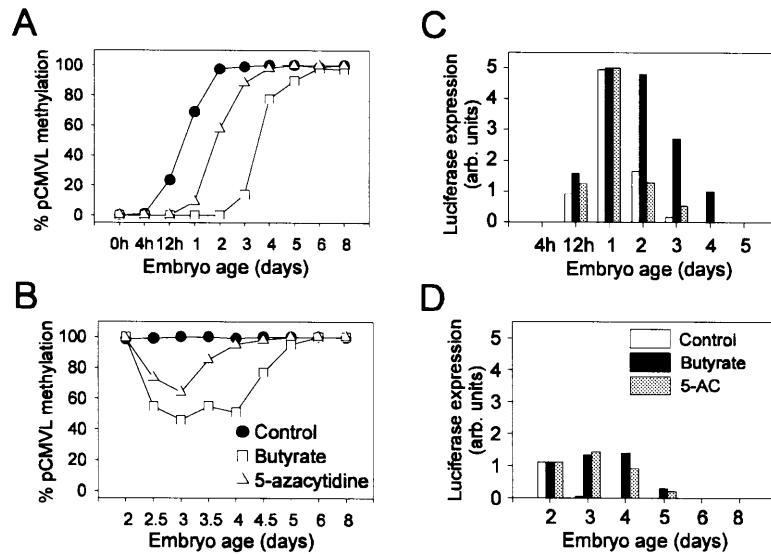 A
% pCMVL methylation
100
80
60
40
20
0
0h 4h 12h 1 2 3 4 5 6 8
Embryo age (days)
B
% pCMVL methylation
100
80
60
40
20
0
Control
Butyrate
5-azacytidine
2 2.5 3 3.5 4 4.5 5 6 8
Embryo age (days)
C
Luciferase expression
(arb. units)
5
4
3
2
1
0
4h 12h 1 2 3 4 5
Embryo age (days)
D
Luciferase expression
(arb. units)
5
4
3
2
1
0
Control
Butyrate
5-AC
2 3 4 5 6 8
Embryo age (days)